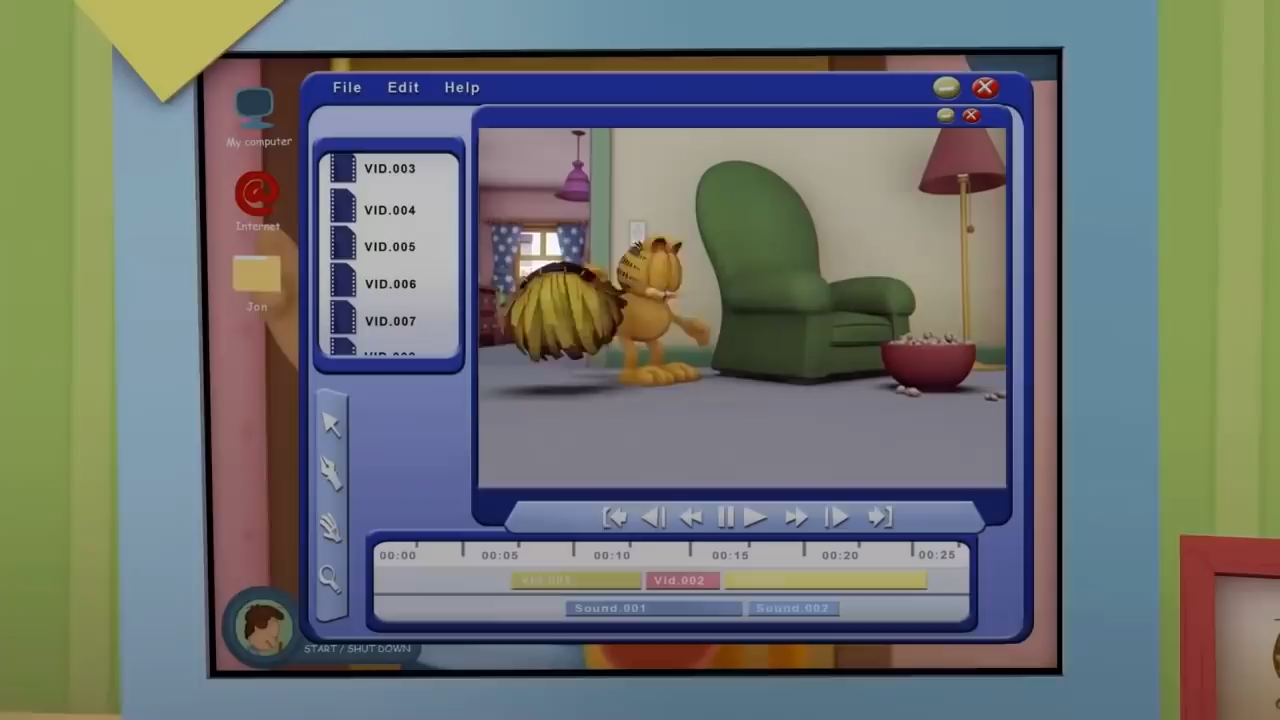 File Edit Help
My computer
Internet
Jon
VID.003
VID.004
VID.005
VID.006
VID.007
00:00 00:05 00:10 00:15 00:20 00:25
Vid.002
Sound.001 Sound.002
START / SHUT DOWN